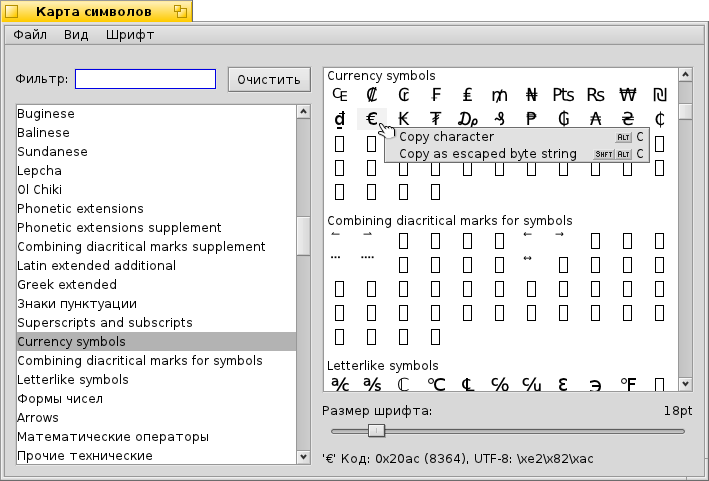 Карта символов
Файл Вид Шрифт
Фильтр: Очистить
Buginese
Balinese
Sundanese
Lepcha
Ol Chiki
Phonetic extensions
Phonetic extensions supplement
Combining diacritical marks supplement
Latin extended additional
Greek extended
Знаки пунктуации
Superscripts and subscripts
Currency symbols
Combining diacritical marks for symbols
Letterlike symbols
Формы чисел
Arrows
Математические операторы
Прочие технические
Currency symbols
₠ ₡ ₢ ₣ ₤ ₥ ₦ ₧ ₨ ₩ ₪
₫ € ₭ ₮ ₯ ₰ ₱ ₲ ₳ ₴ ₵
Copy character ALT C
Copy as escaped byte string SHFT ALT C
Combining diacritical marks for symbols
Letterlike symbols
℀ ℁ ℂ ℃ ℄ ℅ ℆ ℇ ℈ ℉
Размер шрифта: 18pt
'€' Код: 0x20ac (8364), UTF-8: \xe2\x82\xac